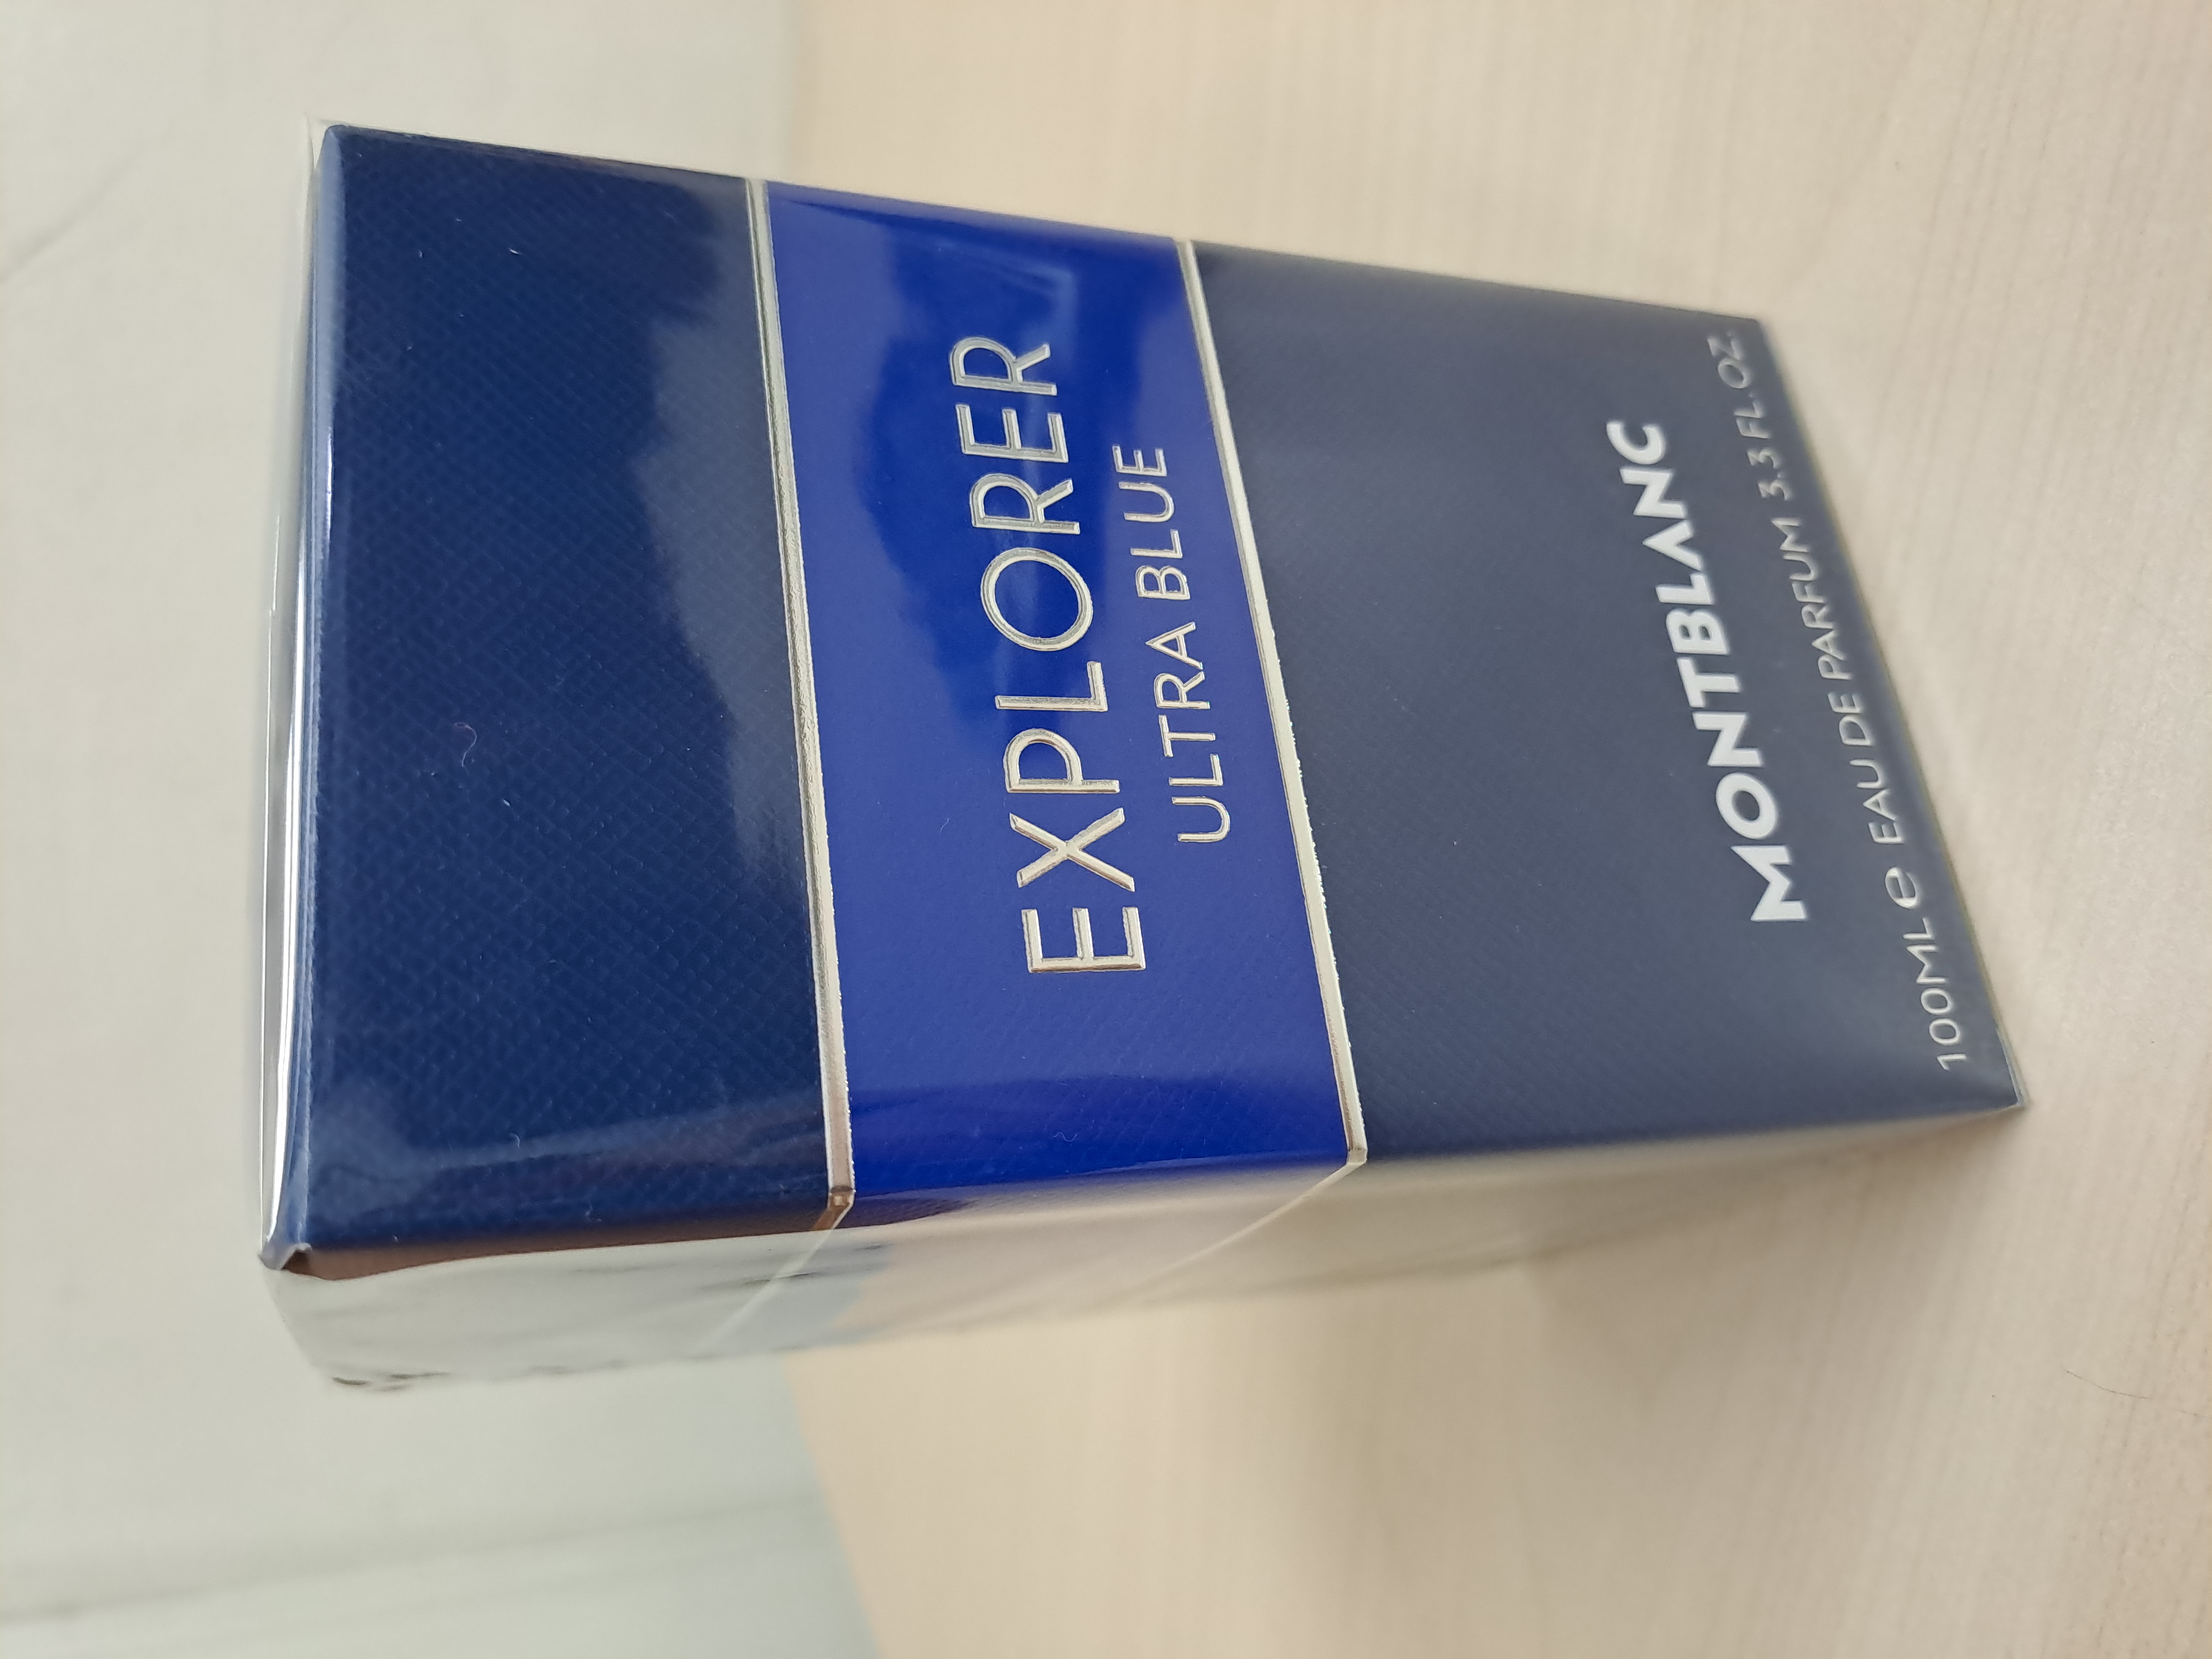 EXPLORER
ULTRA BLUE
MONTBLANC
100ML e EAU DE PARFUM 3.3 FL.OZ.